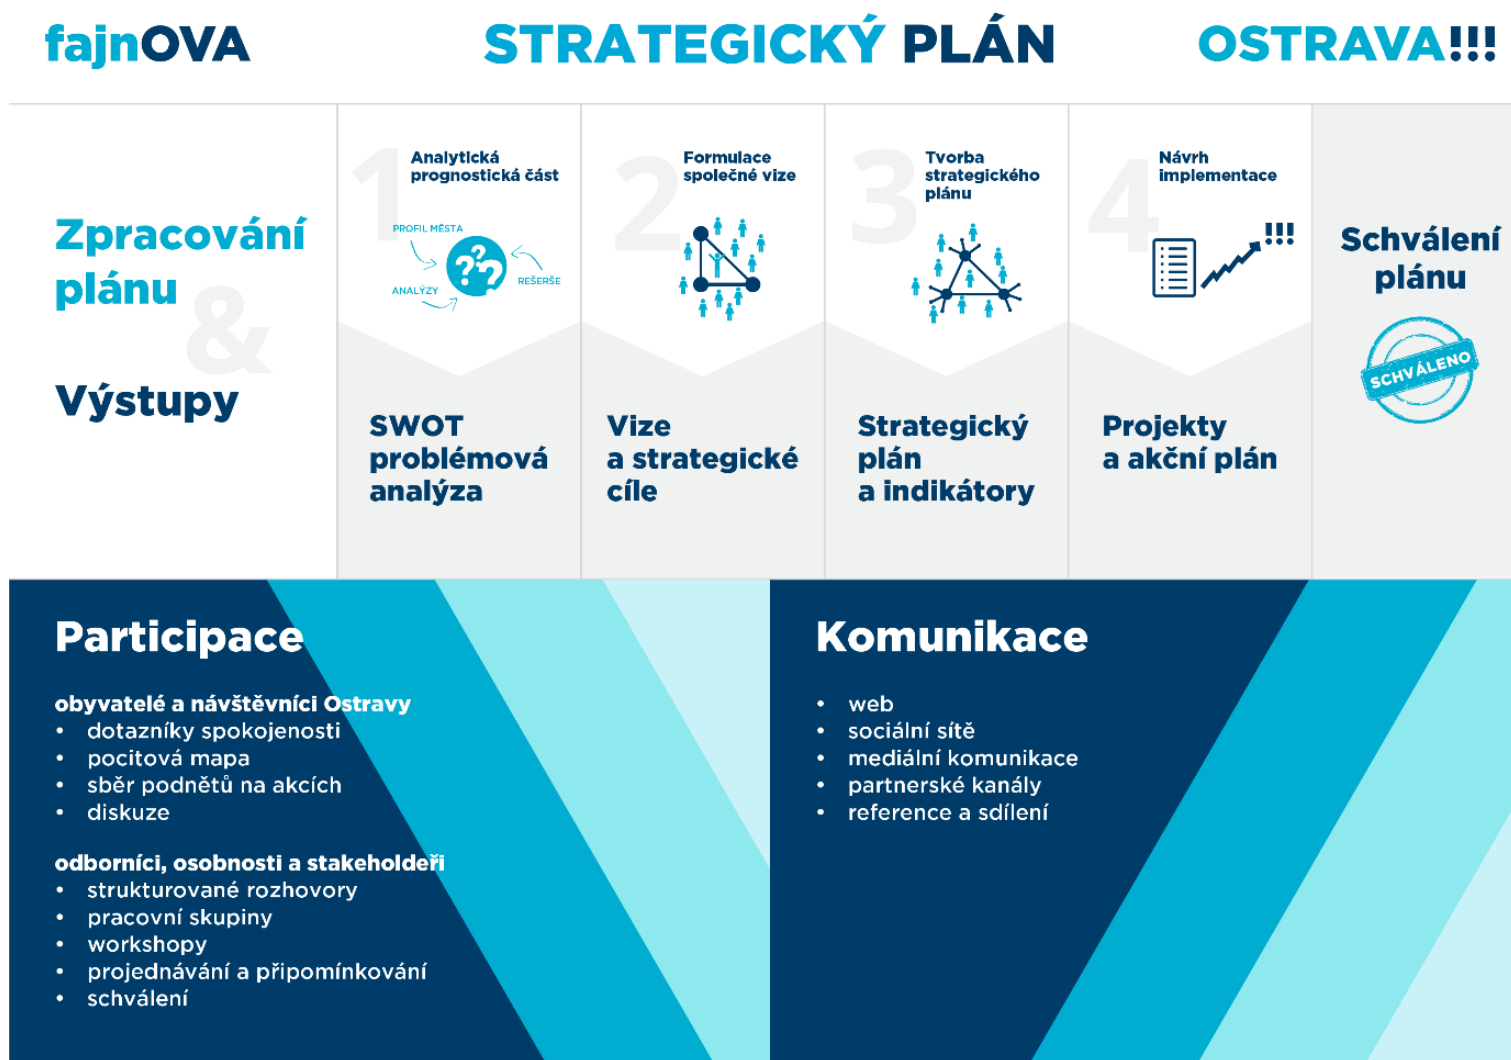 fajnOVA
STRATEGICKÝ PLÁN
OSTRAVA!!!
Zpracování
plánu
&
Výstupy
1
Analytická
prognostická část
PROFIL MĚSTA
???
REŠERŠE
ANALÝZY
SWOT
problémová
analýza
2
Formulace
společné vize
Vize
a strategické
cíle
3
Tvorba
strategického
plánu
Strategický
plán
a indikátory
4
Návrh
implementace
!!!
Projekty
a akční plán
Schválení
plánu
SCHVÁLENO
Participace
obyvatelé a návštěvníci Ostravy
• dotazníky spokojenosti
• pocitová mapa
• sběr podnětů na akcích
• diskuze
odborníci, osobnosti a stakeholdeři
• strukturované rozhovory
• pracovní skupiny
• workshopy
• projednávání a připomínkování
• schválení
Komunikace
• web
• sociální sítě
• mediální komunikace
• partnerské kanály
• reference a sdílení